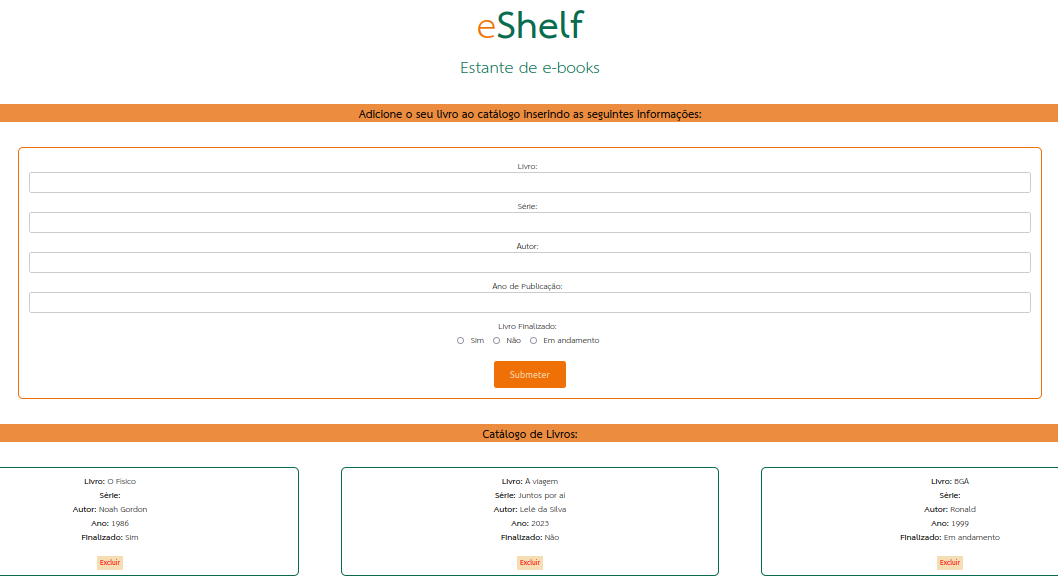 eShelf
Estante de e-books
Adicione o seu livro ao catálogo inserindo as seguintes informações:
Livro:
Série:
Autor:
Ano de Publicação:
Livro Finalizado:
Sim Não Em andamento
Submeter
Catálogo de Livros:
Livro: O Fisico
Série:
Autor: Noah Gordon
Ano: 1986
Finalizado: Sim
Excluir
Livro: A viagem
Série: Juntos por ai
Autor: Lelé da Silva
Ano: 2023
Finalizado: Não
Excluir
Livro: BGA
Série:
Autor: Ronald
Ano: 1999
Finalizado: Em andamento
Excluir